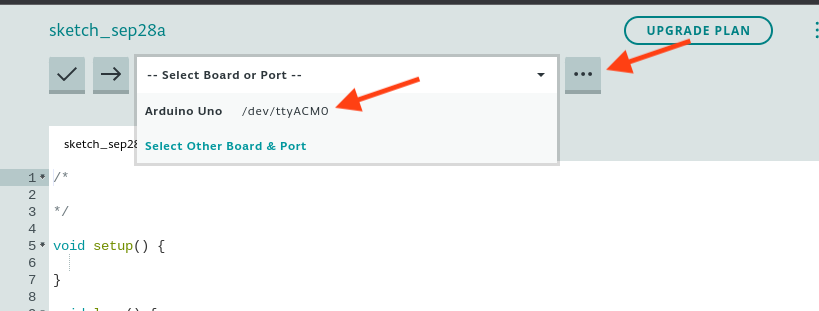 sketch_sep28a
UPGRADE PLAN
-- Select Board or Port --
Arduino Uno /dev/ttyACM0
Select Other Board & Port
sketch_sep28
1 /*
2
3 */
4
5 void setup() {
6
7 }
8